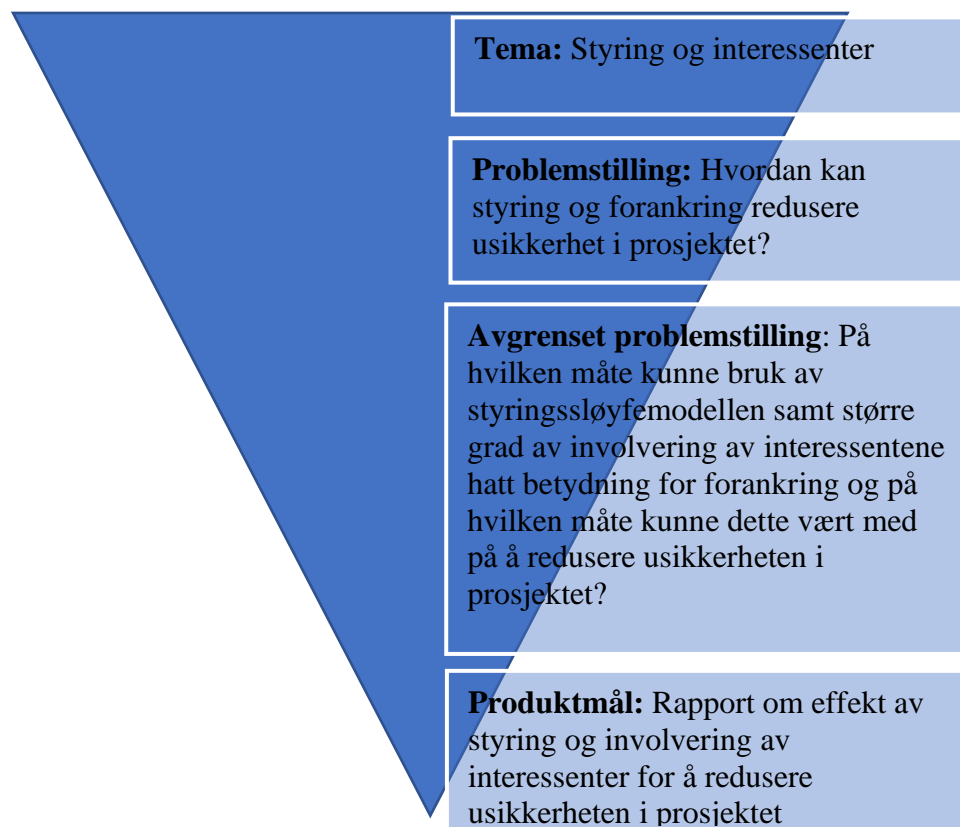 Tema: Styring og interessenter
Problemstilling: Hvordan kan
styring og forankring redusere
usikkerhet i prosjektet?
Avgrenset problemstilling: På
hvilken måte kunne bruk av
styringssløyfemodellen samt større
grad av involvering av interessentene
hatt betydning for forankring og på
hvilken måte kunne dette vært med
på å redusere usikkerheten i
prosjektet?
Produktmål: Rapport om effekt av
styring og involvering av
interessenter for å redusere
usikkerheten i prosjektet